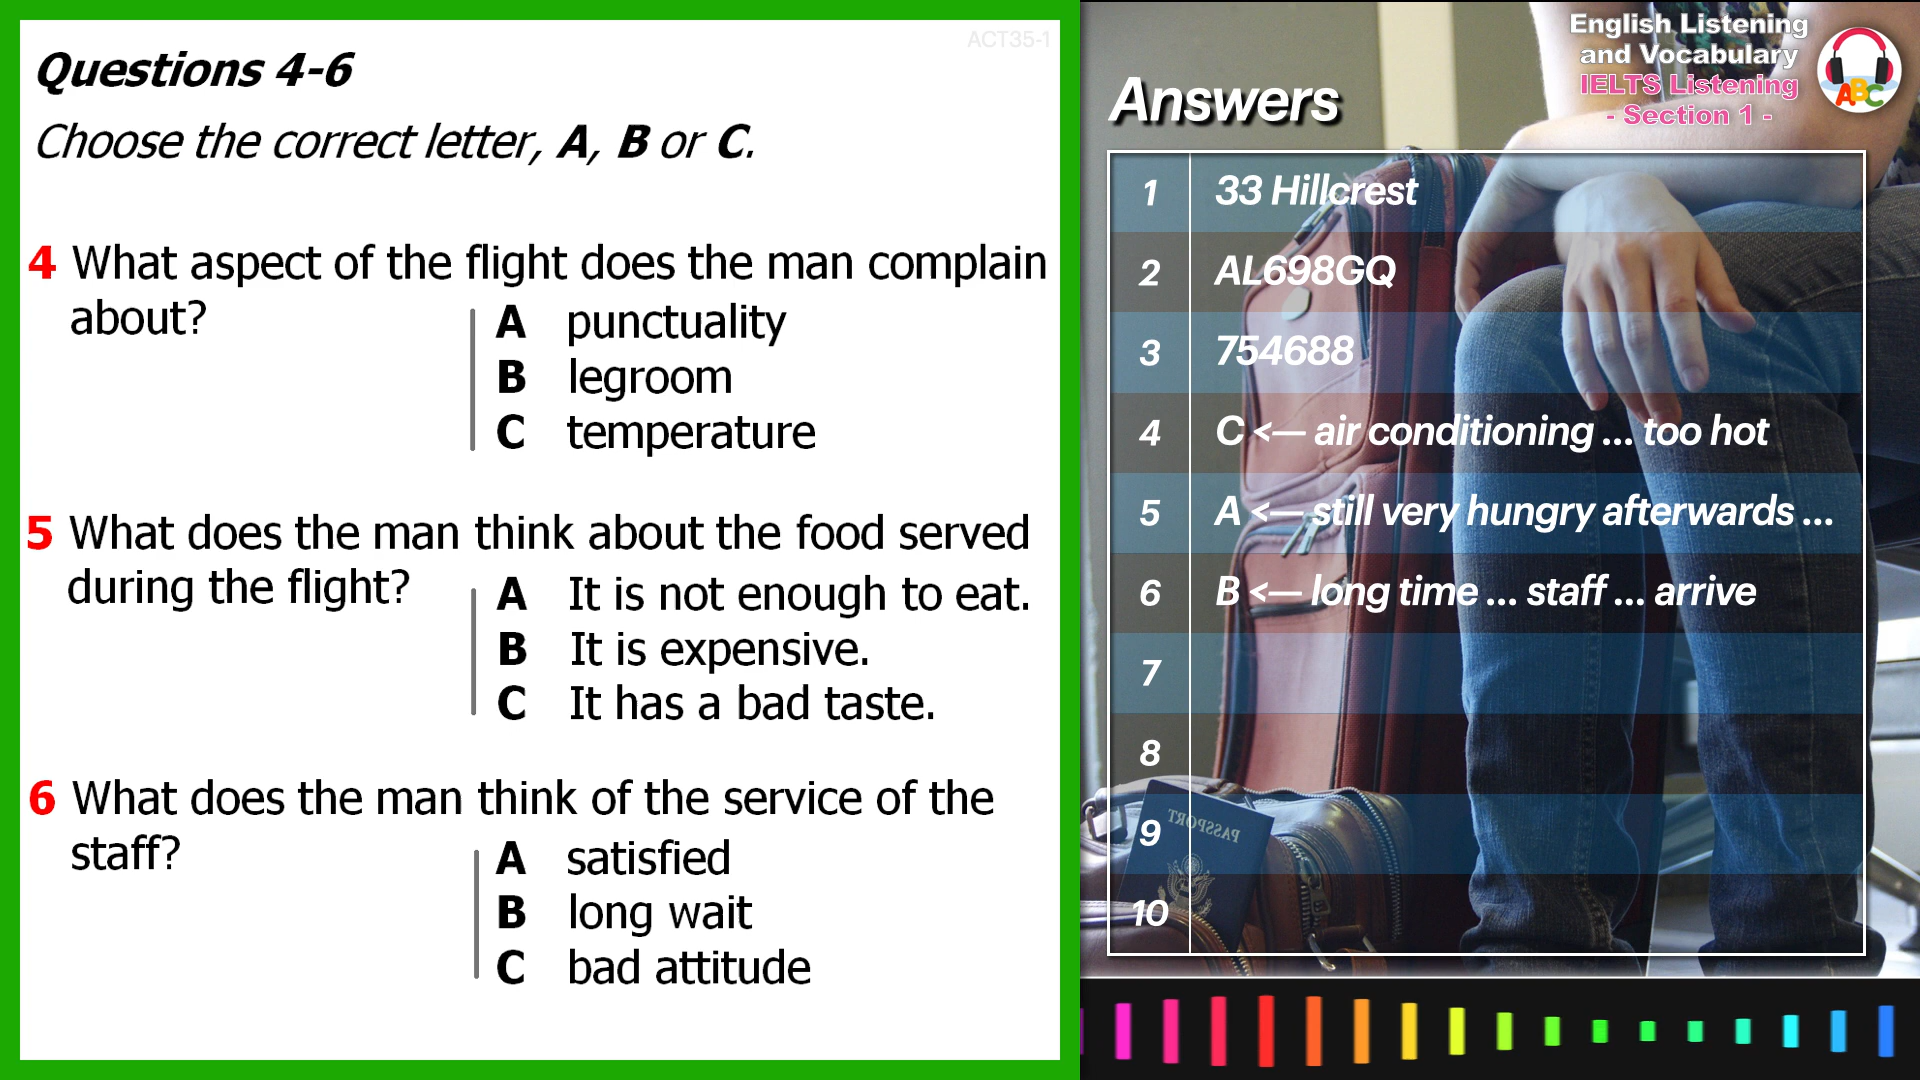 ACT35-1
Questions 4-6
Choose the correct letter, A, B or C.
4 What aspect of the flight does the man complain
about?
A punctuality
B legroom
C temperature
5 What does the man think about the food served
during the flight?
A It is not enough to eat.
B It is expensive.
C It has a bad taste.
6 What does the man think of the service of the
staff?
A satisfied
B long wait
C bad attitude
English Listening
and Vocabulary
IELTS Listening
- Section 1 -
ABC
Answers
1 33 Hillcrest
2 AL698GQ
3 754688
4 C <— air conditioning ... too hot
5 A <— still very hungry afterwards ...
6 B <— long time ... staff ... arrive
7
8
9
10
PASSPORT